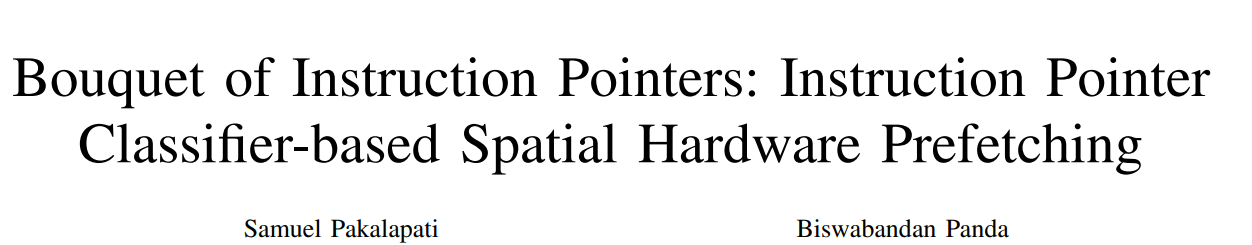 Bouquet of Instruction Pointers: Instruction Pointer
Classifier-based Spatial Hardware Prefetching
Samuel Pakalapati Biswabandan Panda